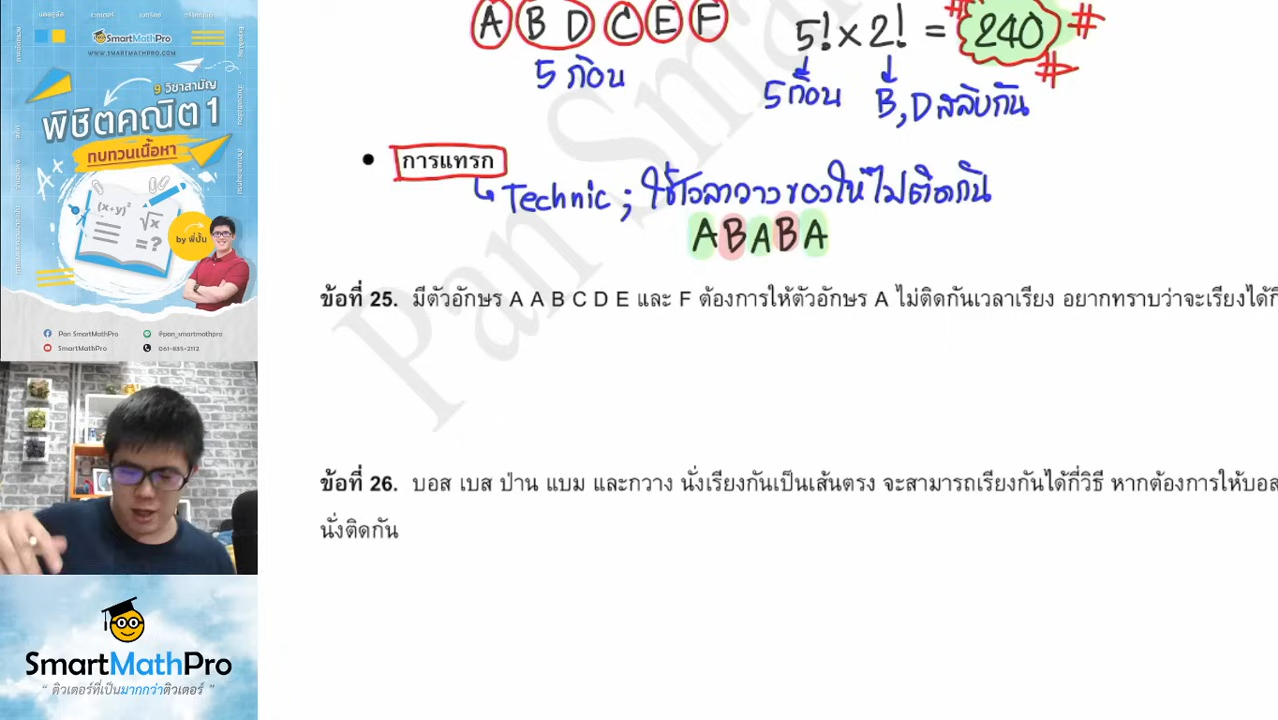 SmartMathPro
WWW.SMARTMATHPRO.COM
9 วิชาสามัญ
พิชิตคณิต 1
ทบทวนเนื้อหา
A+
(x+y)² √x =?
by พี่ปั้น
Pan SmartMathPro
@pan_smartmathpro
SmartMathPro
061-835-2112
SmartMathPro
“ ติวเตอร์ที่เป็นมากกว่าติวเตอร์ ”
A B D C E F
5! × 2! = 240
5 ก้อน
5 ก้อน B, D สลับกัน
• การแทรก
Technic ; ใช้เวลาวางของให้ไม่ติดกัน
A B A B A
Pan Sma
ข้อที่ 25. มีตัวอักษร A A B C D E และ F ต้องการให้ตัวอักษร A ไม่ติดกันเวลาเรียง อยากทราบว่าจะเรียงได้กี
ข้อที่ 26. บอส เบส ป่าน แบม และกวาง นั่งเรียงกันเป็นเส้นตรง จะสามารถเรียงกันได้กี่วิธี หากต้องการให้บอส
นั่งติดกัน